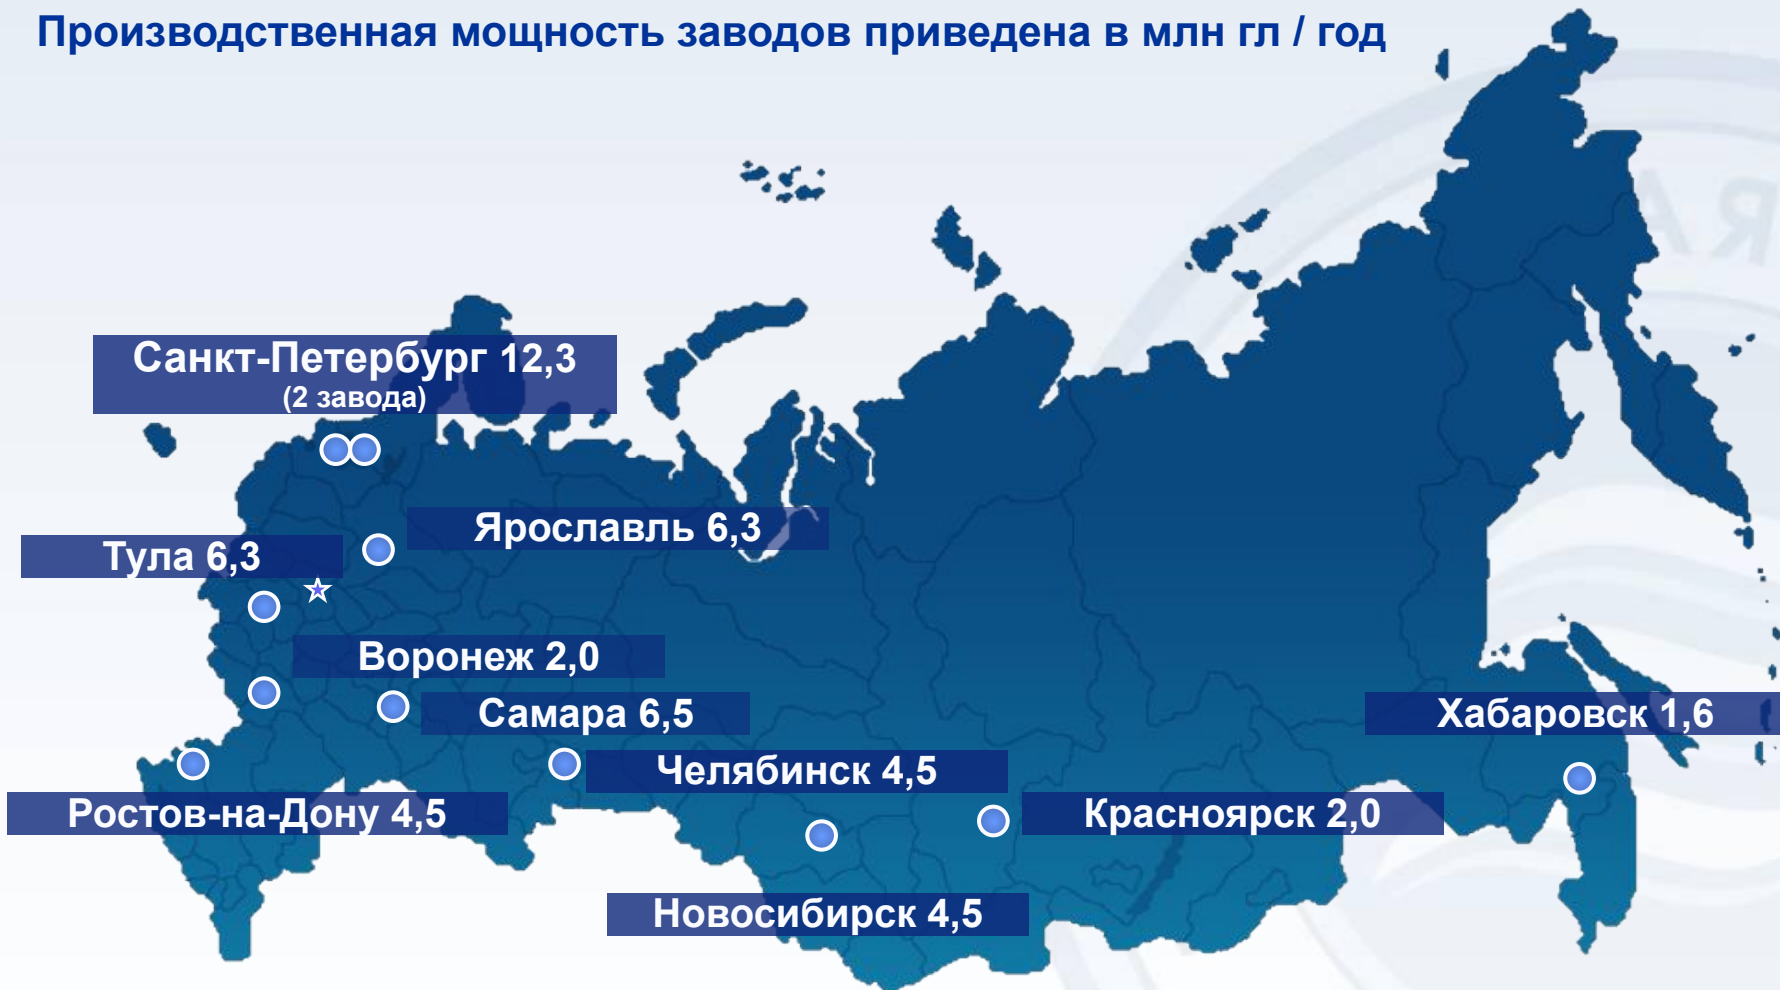 Производственная мощность заводов приведена в млн гл / год
Санкт-Петербург 12,3
(2 завода)
Ярославль 6,3
Тула 6,3
Воронеж 2,0
Самара 6,5
Хабаровск 1,6
Челябинск 4,5
Ростов-на-Дону 4,5
Красноярск 2,0
Новосибирск 4,5